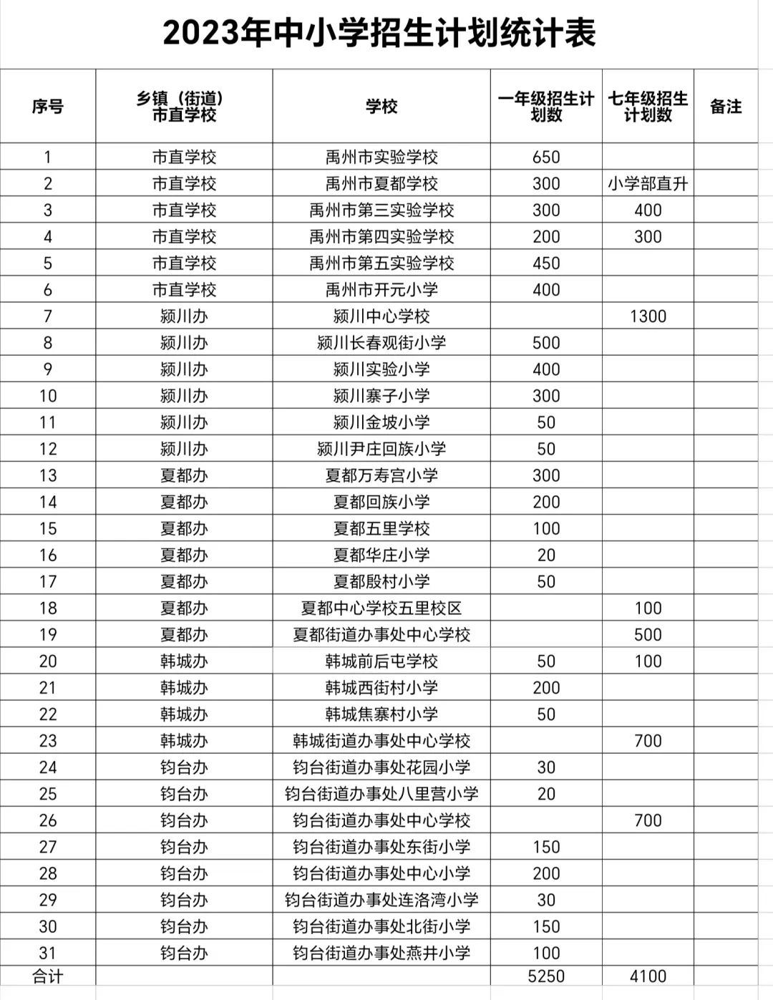 2023年中小学招生计划统计表
序号 乡镇（街道）市直学校 学校 一年级招生计划数 七年级招生计划数 备注
1 市直学校 禹州市实验学校 650
2 市直学校 禹州市夏都学校 300 小学部直升
3 市直学校 禹州市第三实验学校 300 400
4 市直学校 禹州市第四实验学校 200 300
5 市直学校 禹州市第五实验学校 450
6 市直学校 禹州市开元小学 400
7 颍川办 颍川中心学校 1300
8 颍川办 颍川长春观街小学 500
9 颍川办 颍川实验小学 400
10 颍川办 颍川寨子小学 300
11 颍川办 颍川金坡小学 50
12 颍川办 颍川尹庄回族小学 50
13 夏都办 夏都万寿宫小学 300
14 夏都办 夏都回族小学 200
15 夏都办 夏都五里学校 100
16 夏都办 夏都华庄小学 20
17 夏都办 夏都殷村小学 50
18 夏都办 夏都中心学校五里校区 100
19 夏都办 夏都街道办事处中心学校 500
20 韩城办 韩城前后屯学校 50 100
21 韩城办 韩城西街村小学 200
22 韩城办 韩城焦寨村小学 50
23 韩城办 韩城街道办事处中心学校 700
24 钧台办 钧台街道办事处花园小学 30
25 钧台办 钧台街道办事处八里营小学 20
26 钧台办 钧台街道办事处中心学校 700
27 钧台办 钧台街道办事处东街小学 150
28 钧台办 钧台街道办事处中心小学 200
29 钧台办 钧台街道办事处连洛湾小学 30
30 钧台办 钧台街道办事处北街小学 150
31 钧台办 钧台街道办事处燕井小学 100
合计 5250 4100